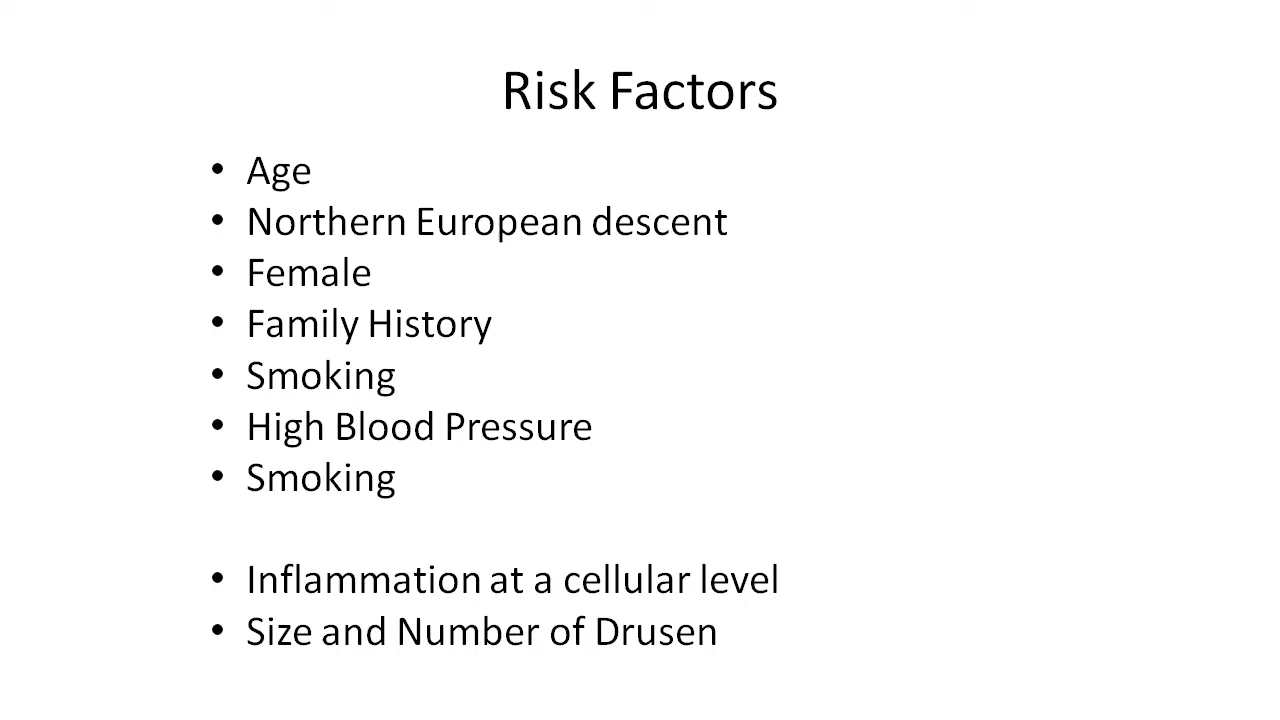 Risk Factors
• Age
• Northern European descent
• Female
• Family History
• Smoking
• High Blood Pressure
• Smoking
• Inflammation at a cellular level
• Size and Number of Drusen